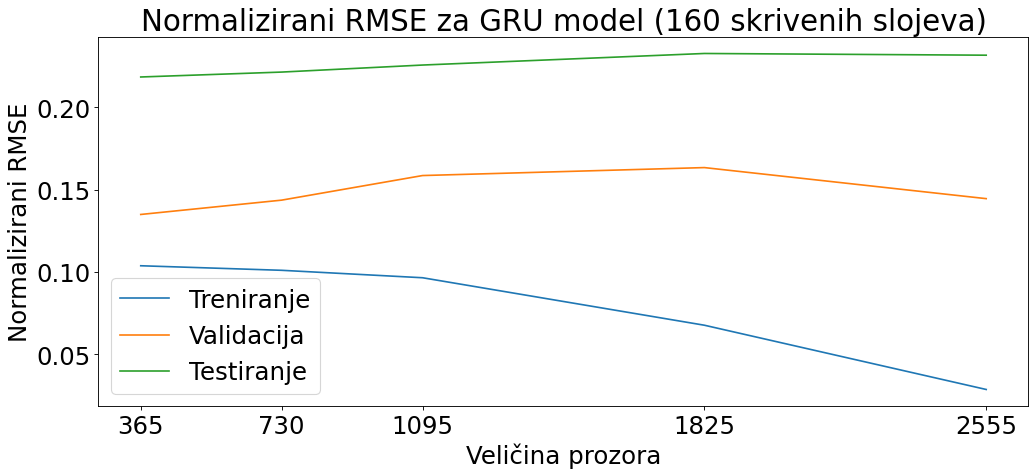 Normalizirani RMSE za GRU model (160 skrivenih slojeva)
Normalizirani RMSE
0.20
0.15
0.10
0.05
Treniranje
Validacija
Testiranje
365 730 1095 1825 2555
Veličina prozora